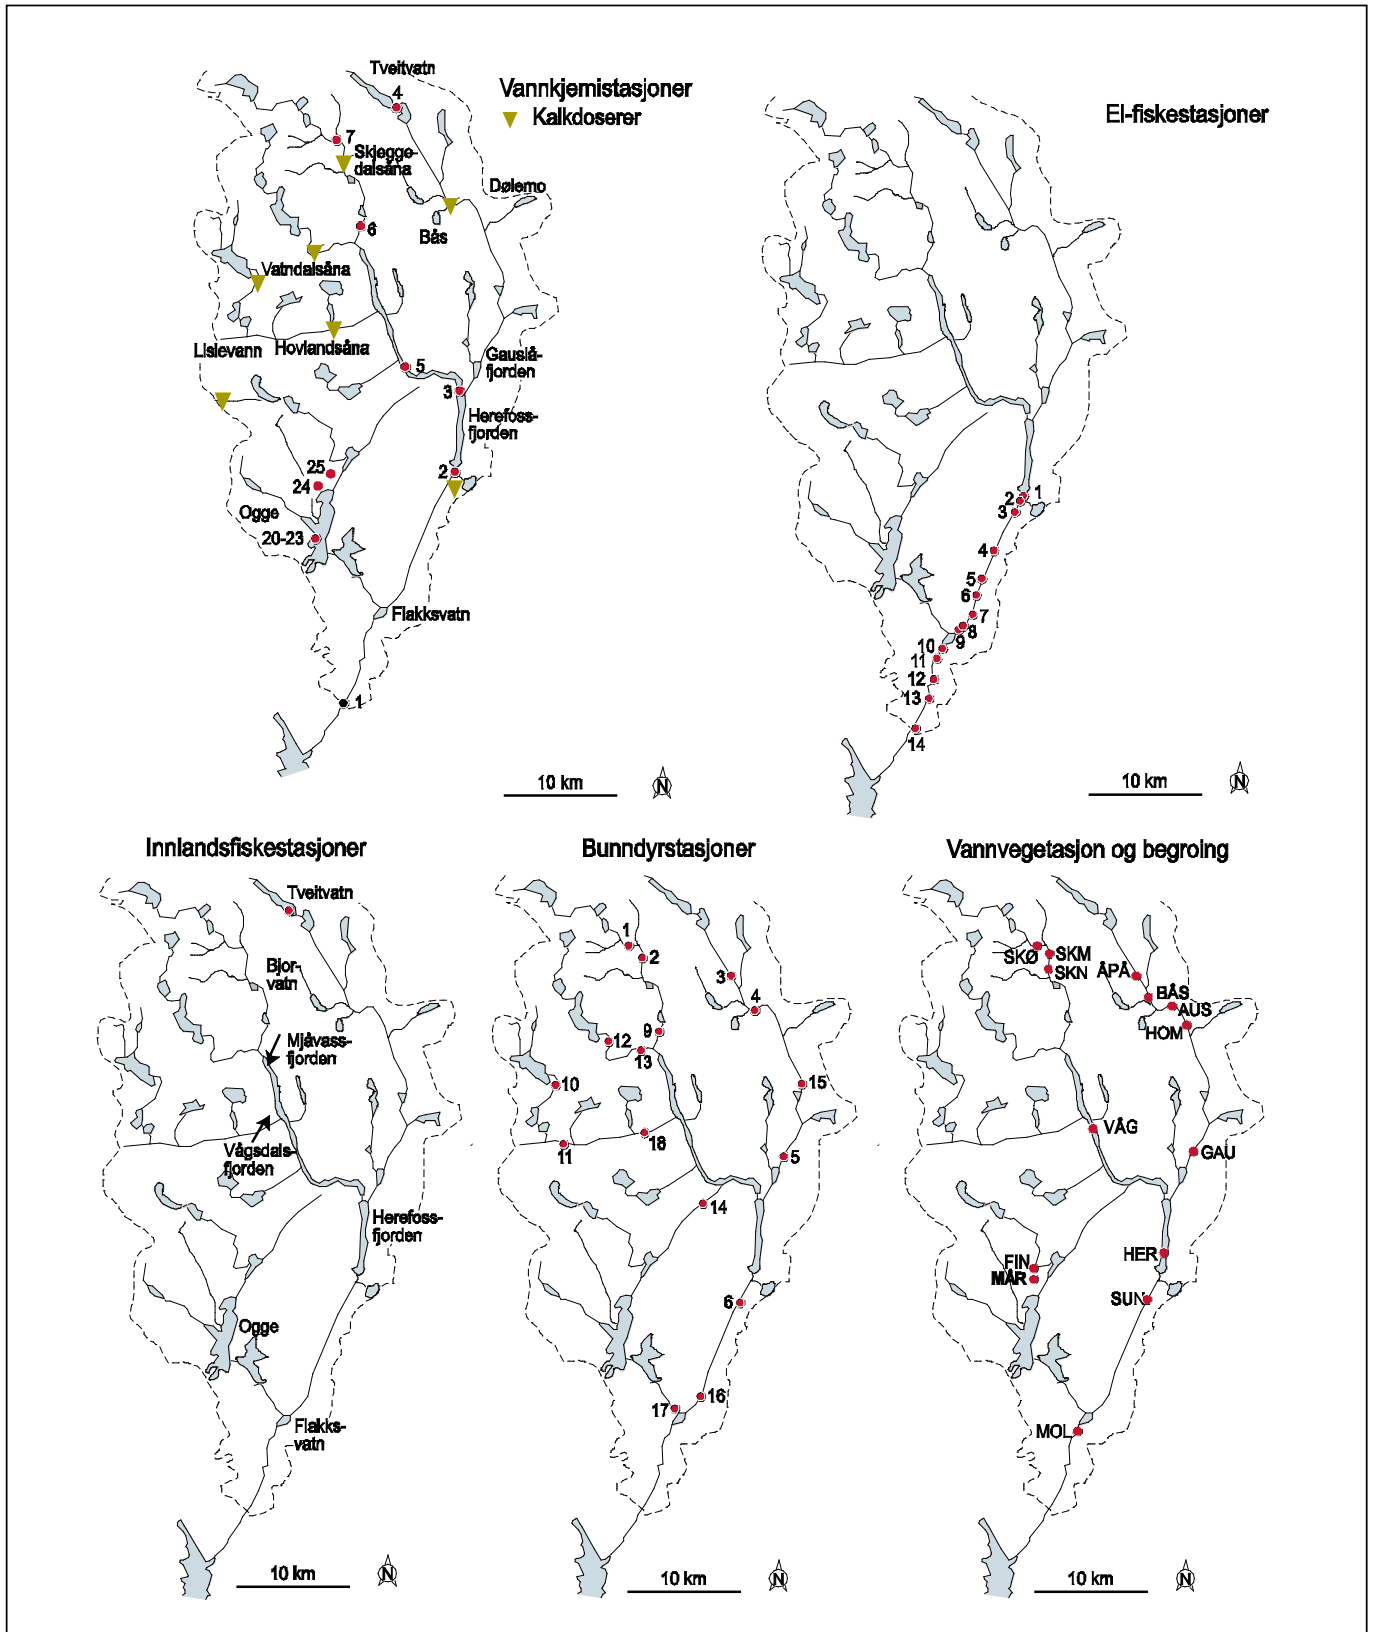 Tveitvatn
4
Vannkjemistasjoner
Kalkdoserer
7
Skjegge-
dalsåna
Dølemo
Bås
6
Vatndalsåna
Lislevann
Hovlandsåna
5
Gauslå-
fjorden
3
Herefoss-
fjorden
2
25
24
Ogge
20-23
Flakksvatn
1
10 km
N
El-fiskestasjoner
1
2
3
4
5
6
7
8
9
10
11
12
13
14
10 km
N
Innlandsfiskestasjoner
Tveitvatn
Bjor-
vatn
Mjåvass-
fjorden
Vågsdals-
fjorden
Herefoss-
fjorden
Ogge
Flakks-
vatn
10 km
N
Bunndyrstasjoner
1
2
3
4
9
12
13
10
15
18
11
5
14
6
16
17
10 km
N
Vannvegetasjon og begroing
SKØ
SKM
SKN
ÅPÅ
BÅS
AUS
HOM
VÅG
GAU
HER
FIN
MÅR
SUN
MOL
10 km
N